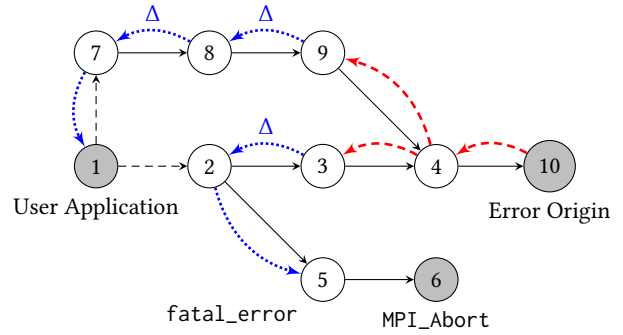 Δ Δ
7 8 9
Δ
1 2 3 4 10
User Application Error Origin
5 6
fatal_error MPI_Abort